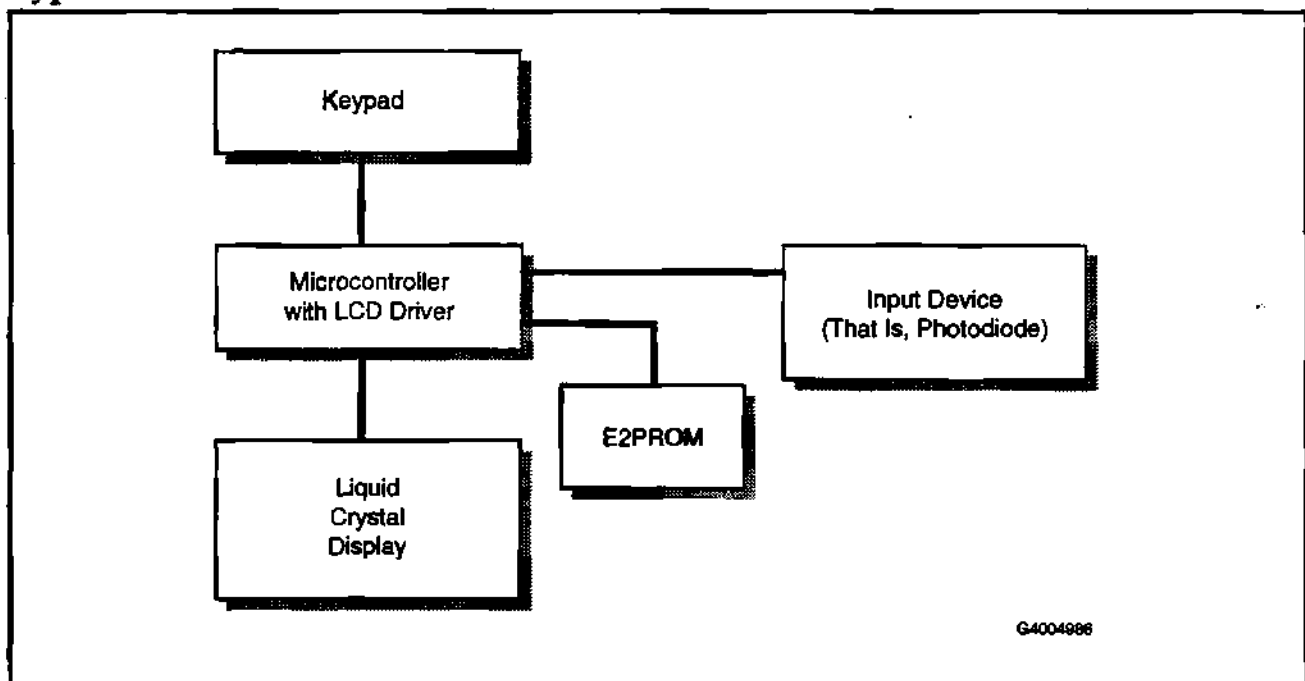 Keypad
Microcontroller
with LCD Driver
Input Device
(That Is, Photodiode)
E2PROM
Liquid
Crystal
Display
G4004986